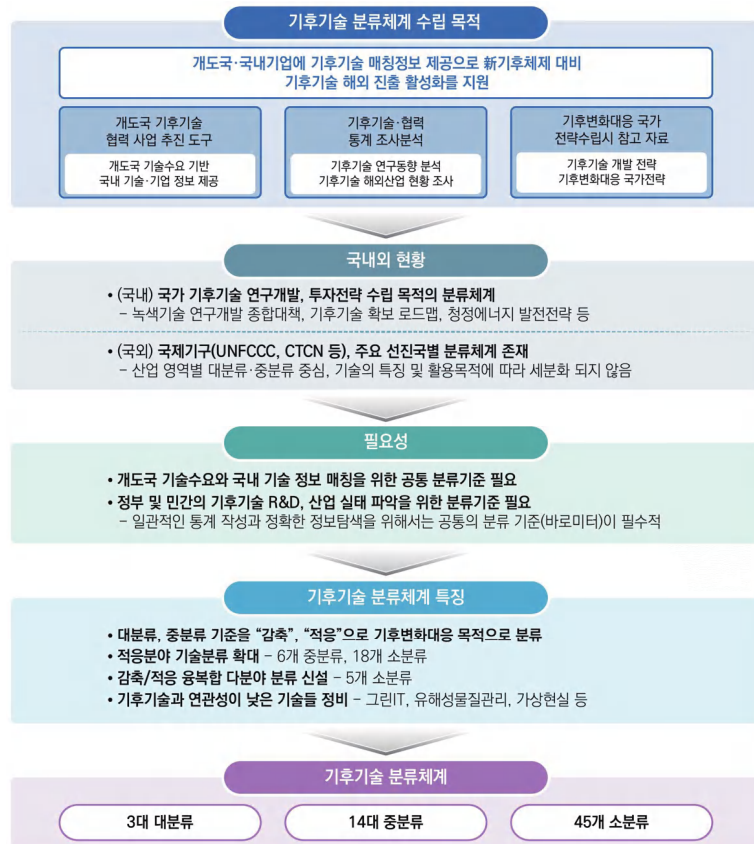 기후기술 분류체계 수립 목적
개도국·국내기업에 기후기술 매칭정보 제공으로 新기후체제 대비
기후기술 해외 진출 활성화를 지원
개도국 기후기술
협력 사업 추진 도구
개도국 기술수요 기반
국내 기술·기업 정보 제공
기후기술·협력
통계 조사분석
기후기술 연구동향 분석
기후기술 해외산업 현황 조사
기후변화대응 국가
전략수립시 참고 자료
기후기술 개발 전략
기후변화대응 국가전략
국내외 현황
• (국내) 국가 기후기술 연구개발, 투자전략 수립 목적의 분류체계
– 녹색기술 연구개발 종합대책, 기후기술 확보 로드맵, 청정에너지 발전전략 등
• (국외) 국제기구(UNFCCC, CTCN 등), 주요 선진국별 분류체계 존재
– 산업 영역별 대분류·중분류 중심, 기술의 특징 및 활용목적에 따라 세분화 되지 않음
필요성
• 개도국 기술수요와 국내 기술 정보 매칭을 위한 공통 분류기준 필요
• 정부 및 민간의 기후기술 R&D, 산업 실태 파악을 위한 분류기준 필요
– 일관적인 통계 작성과 정확한 정보탐색을 위해서는 공통의 분류 기준(바로미터)이 필수적
기후기술 분류체계 특징
• 대분류, 중분류 기준을 “감축”, “적응”으로 기후변화대응 목적으로 분류
• 적응분야 기술분류 확대 – 6개 중분류, 18개 소분류
• 감축/적응 융복합 다분야 분류 신설 – 5개 소분류
• 기후기술과 연관성이 낮은 기술들 정비 – 그린IT, 유해성물질관리, 가상현실 등
기후기술 분류체계
3대 대분류
14대 중분류
45개 소분류